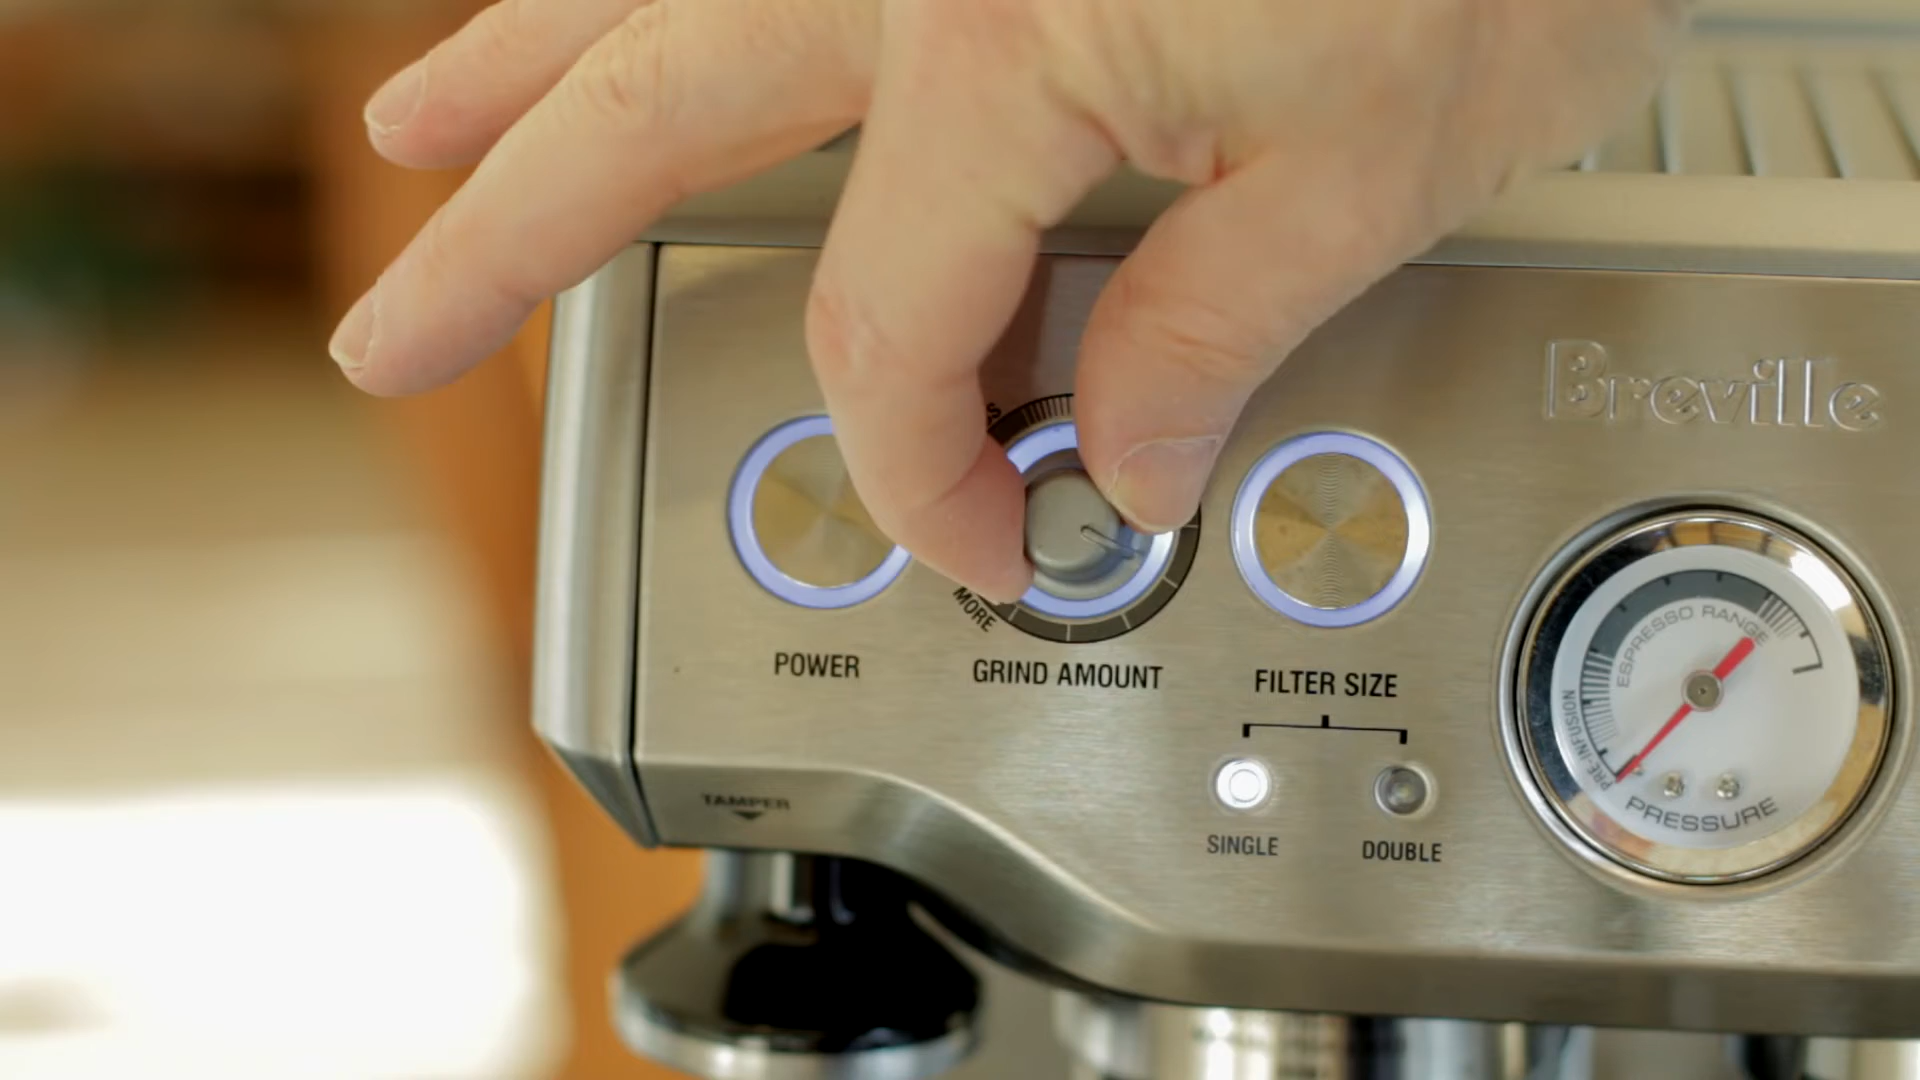 Breville
MORE
POWER
GRIND AMOUNT
FILTER SIZE
ESPRESSO RANGE
PRE-INFUSION
PRESSURE
TAMPER
SINGLE
DOUBLE